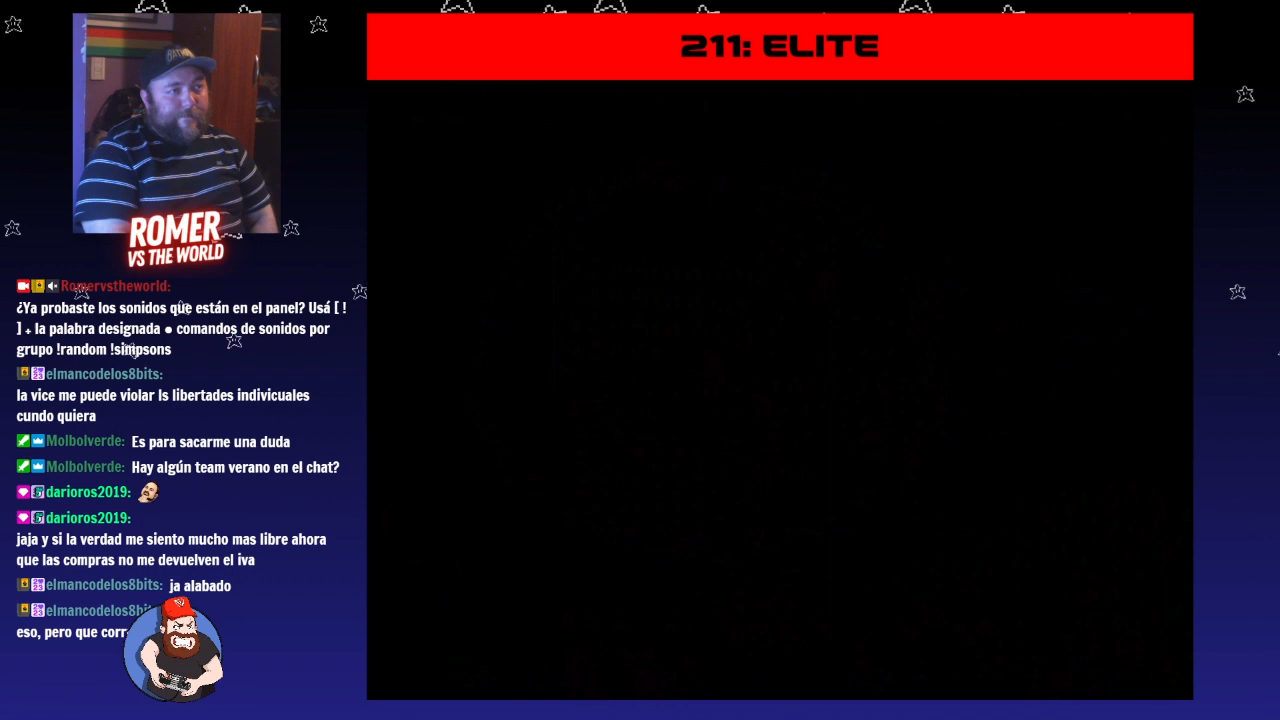 211: ELITE
ROMER
VS THE WORLD
Romervstheworld:
¿Ya probaste los sonidos que están en el panel? Usá [ !
] + la palabra designada ● comandos de sonidos por
grupo !random !simpsons
elmancodelos8bits:
la vice me puede violar ls libertades indivicuales
cundo quiera
Molbolverde: Es para sacarme una duda
Molbolverde: Hay algún team verano en el chat?
darioros2019:
darioros2019:
jaja y si la verdad me siento mucho mas libre ahora
que las compras no me devuelven el iva
elmancodelos8bits: ja alabado
elmancodelos8bit
eso, pero que corr